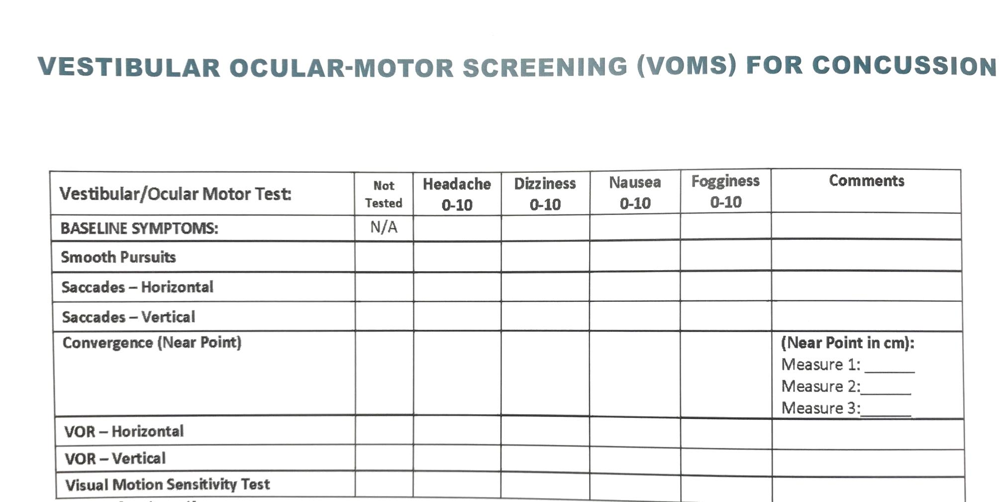 VESTIBULAR OCULAR-MOTOR SCREENING (VOMS) FOR CONCUSSION
Vestibular/Ocular Motor Test: Not Tested Headache 0-10 Dizziness 0-10 Nausea 0-10 Fogginess 0-10 Comments
BASELINE SYMPTOMS: N/A
Smooth Pursuits
Saccades – Horizontal
Saccades – Vertical
Convergence (Near Point) (Near Point in cm):
Measure 1: ______
Measure 2:______
Measure 3:______
VOR – Horizontal
VOR – Vertical
Visual Motion Sensitivity Test